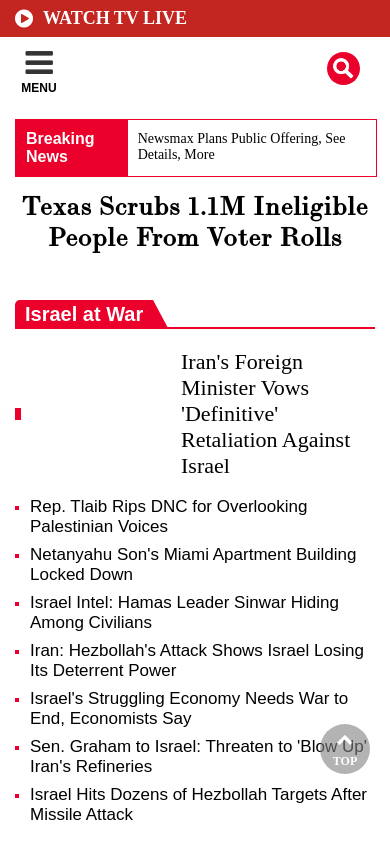 WATCH TV LIVE
MENU
Breaking
News
Newsmax Plans Public Offering, See
Details, More
Texas Scrubs 1.1M Ineligible
People From Voter Rolls
Israel at War
Iran's Foreign
Minister Vows
'Definitive'
Retaliation Against
Israel
Rep. Tlaib Rips DNC for Overlooking
Palestinian Voices
Netanyahu Son's Miami Apartment Building
Locked Down
Israel Intel: Hamas Leader Sinwar Hiding
Among Civilians
Iran: Hezbollah's Attack Shows Israel Losing
Its Deterrent Power
Israel's Struggling Economy Needs War to
End, Economists Say
Sen. Graham to Israel: Threaten to 'Blow Up'
Iran's Refineries
TOP
Israel Hits Dozens of Hezbollah Targets After
Missile Attack